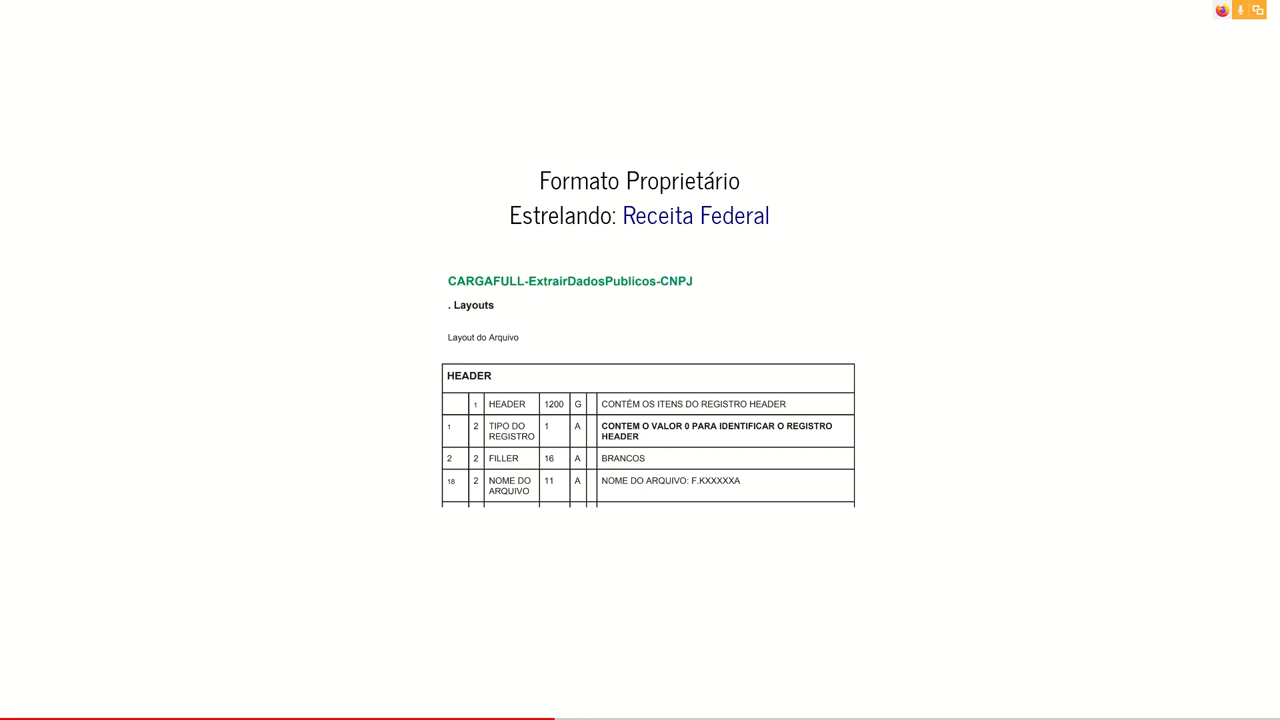 Formato Proprietário
Estrelando: Receita Federal
CARGAFULL-ExtrairDadosPublicos-CNPJ
. Layouts
Layout do Arquivo
HEADER
1 HEADER 1200 G CONTÉM OS ITENS DO REGISTRO HEADER
1 2 TIPO DO REGISTRO 1 A CONTEM O VALOR 0 PARA IDENTIFICAR O REGISTRO HEADER
2 2 FILLER 16 A BRANCOS
18 2 NOME DO ARQUIVO 11 A NOME DO ARQUIVO: F.KXXXXXA